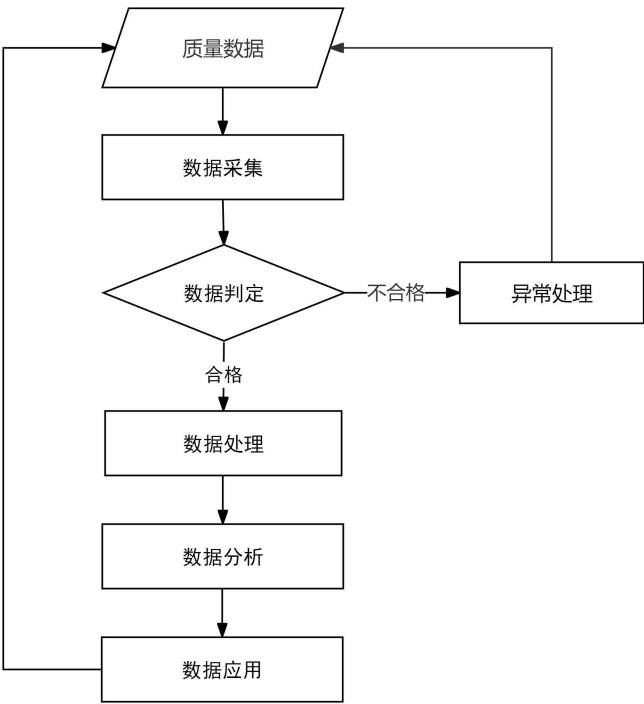 质量数据
数据采集
数据判定
不合格
异常处理
合格
数据处理
数据分析
数据应用